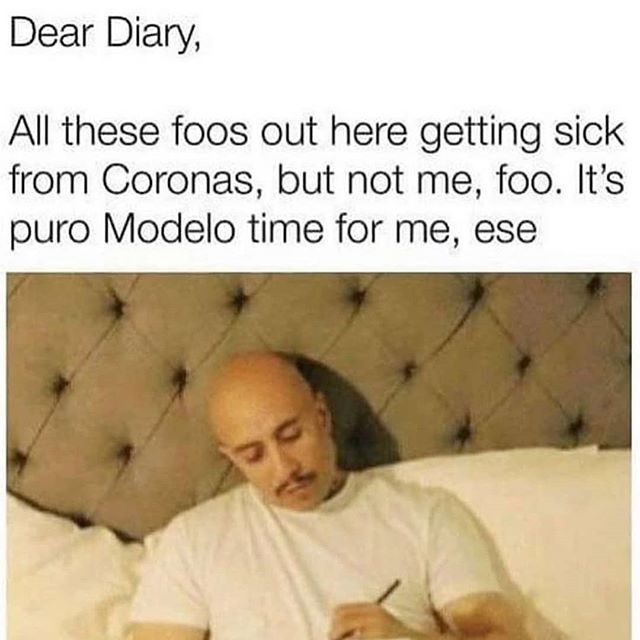 Dear Diary,
All these foos out here getting sick
from Coronas, but not me, foo. It’s
puro Modelo time for me, ese